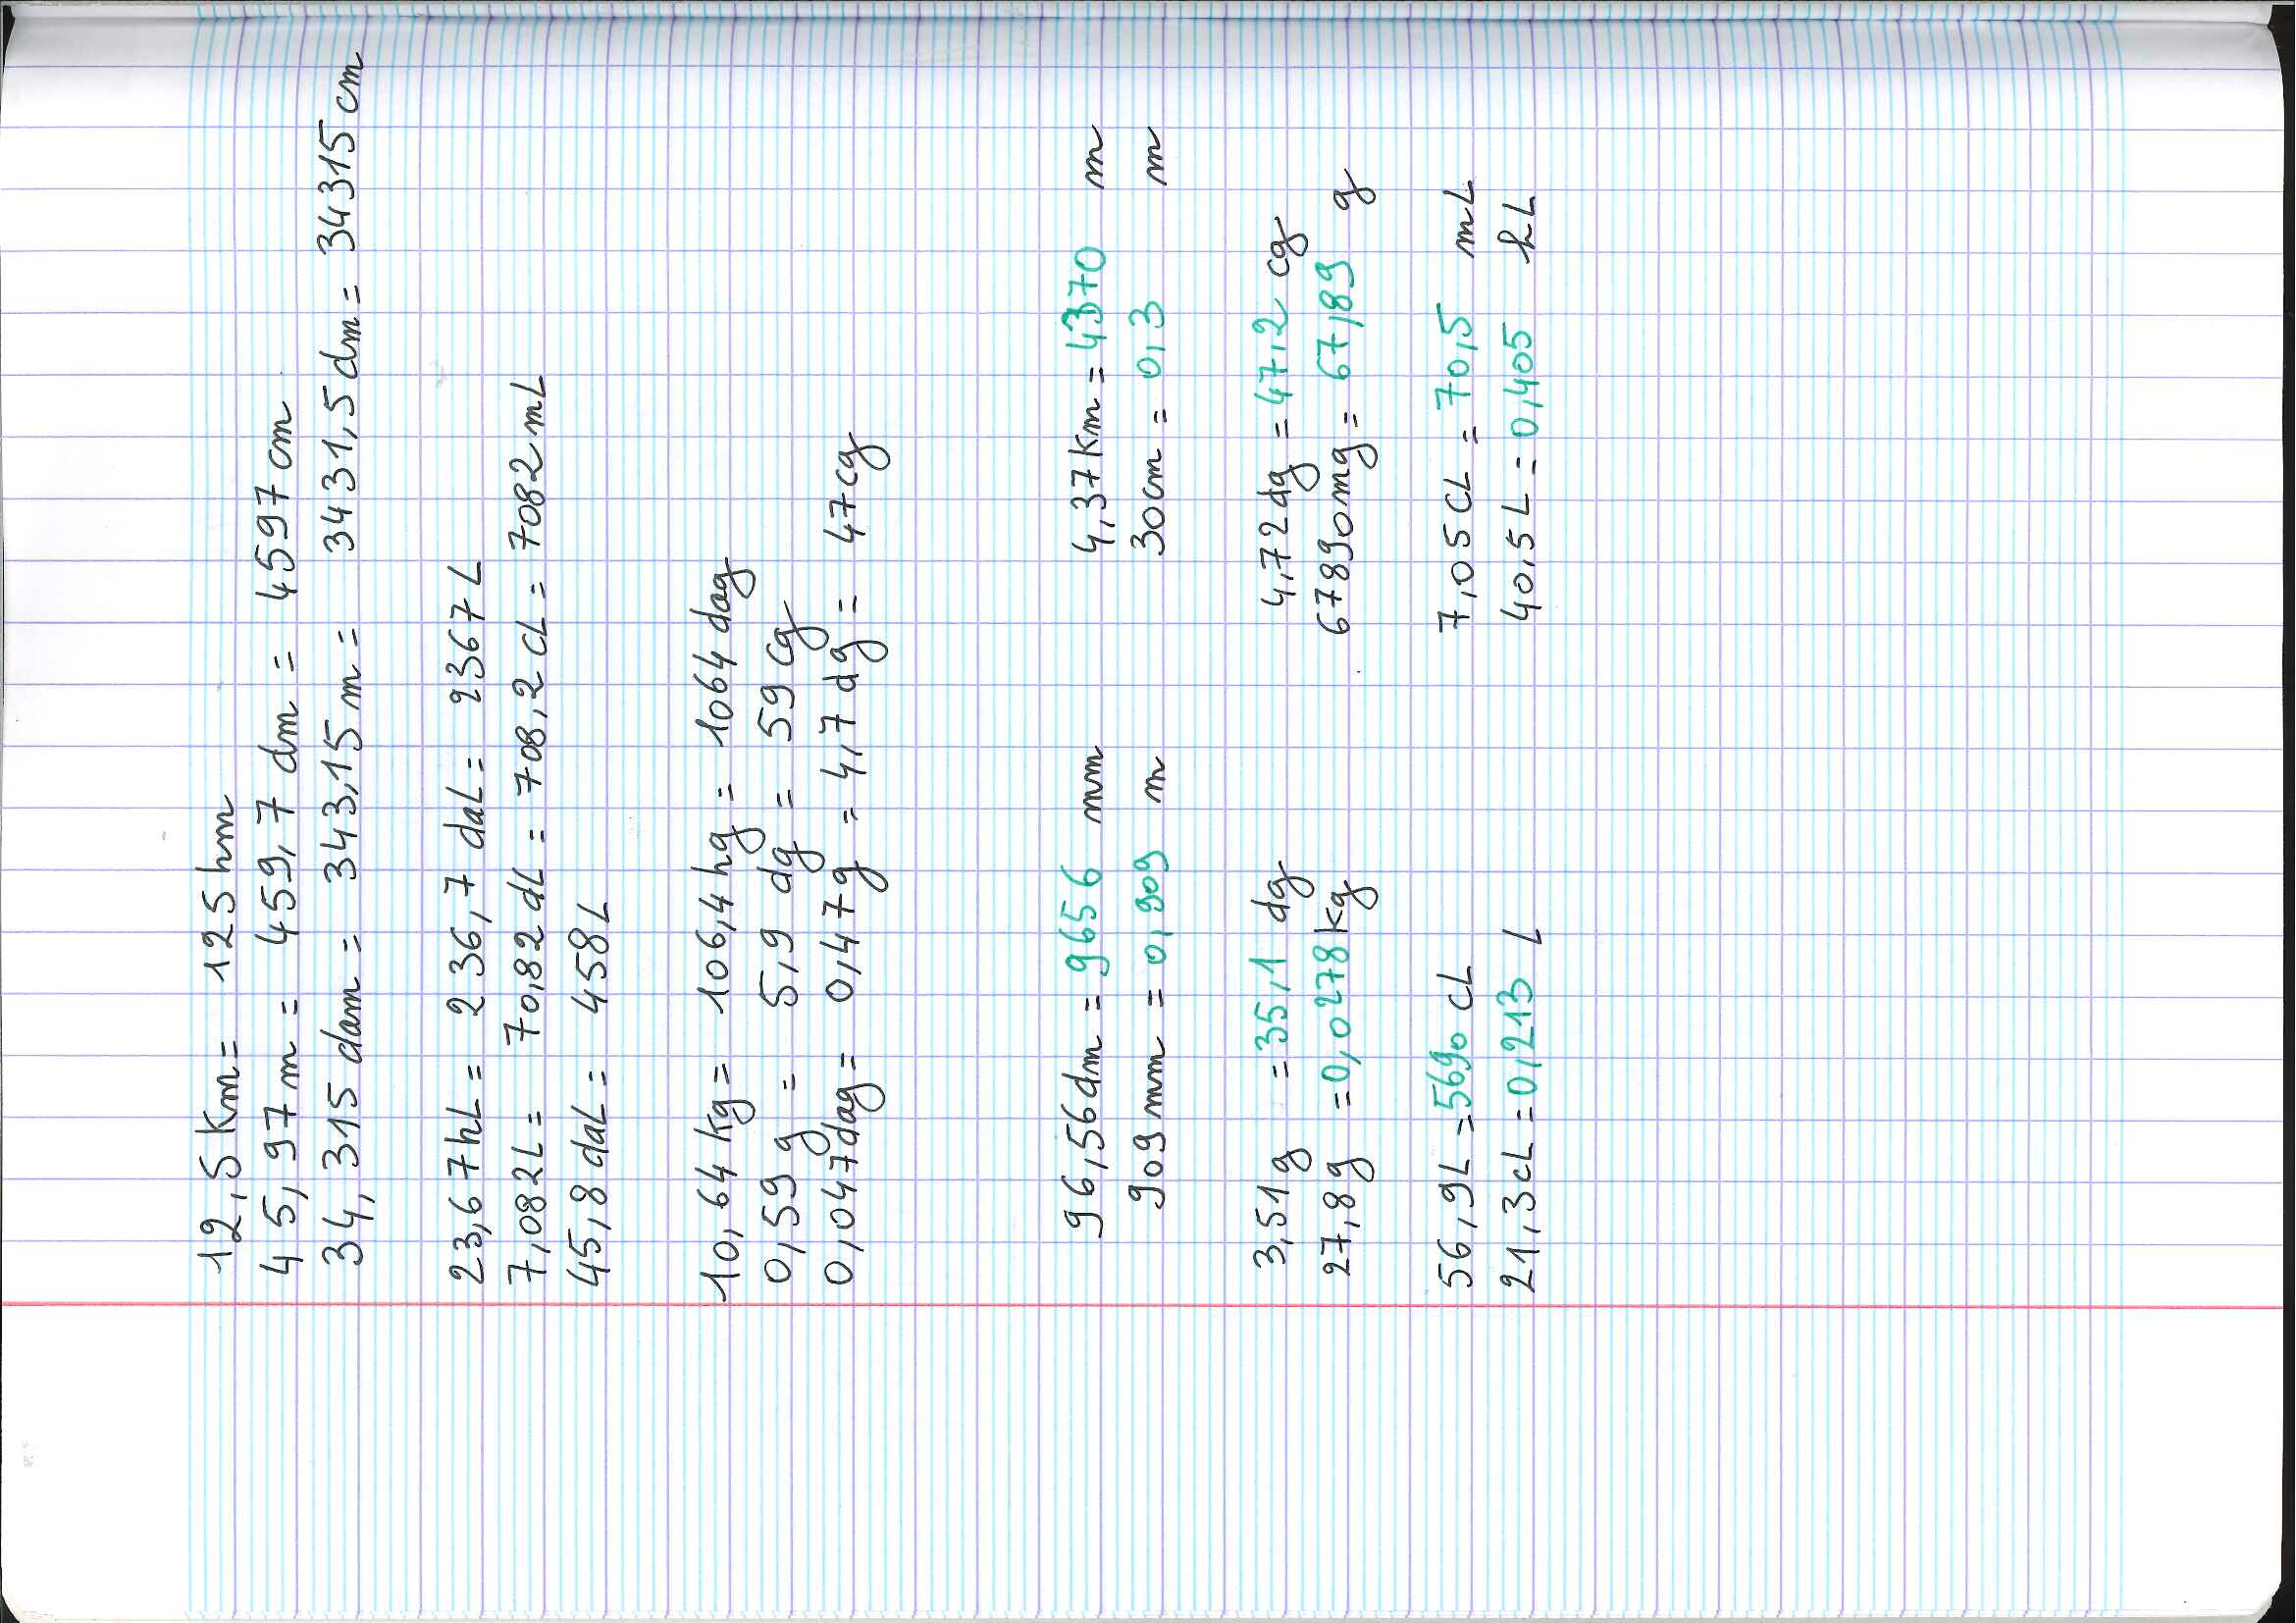 12,5 Km = 125 hm
45,97 m = 459,7 dm = 4597 cm
34,315 dam = 343,15 m = 3431,5 dm = 34315 cm
23,67 hL = 236,7 daL = 2367 L
7,082 L = 70,82 dL = 708,2 cL = 7082 mL
45,8 daL = 458 L
10,64 kg = 106,4 hg = 1064 dag
0,59 g = 5,9 dg = 59 cg
0,047 dag = 0,47 g = 4,7 dg = 47 cg
96,56 dm = 9656 mm 4,37 Km = 4370 m
909 mm = 0,909 m 30 cm = 0,3 m
3,51 g = 35,1 dg 4,72 dg = 47,2 cg
27,8 g = 0,0278 kg 67890 mg = 67,89 g
56,9 L = 5690 cL 7,05 CL = 70,5 mL
21,3 cL = 0,213 L 40,5 L = 0,405 hL